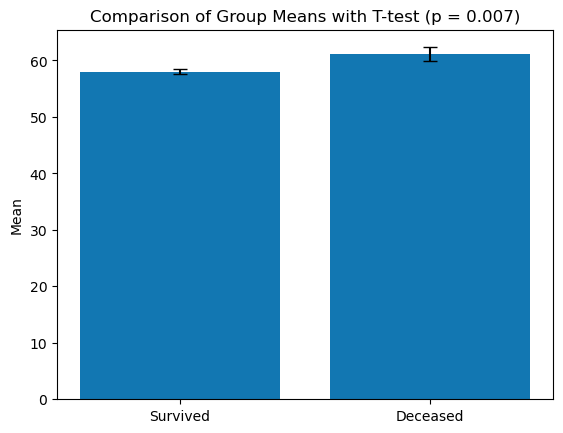 Comparison of Group Means with T-test (p = 0.007)
Mean
60
50
40
30
20
10
0
Survived
Deceased